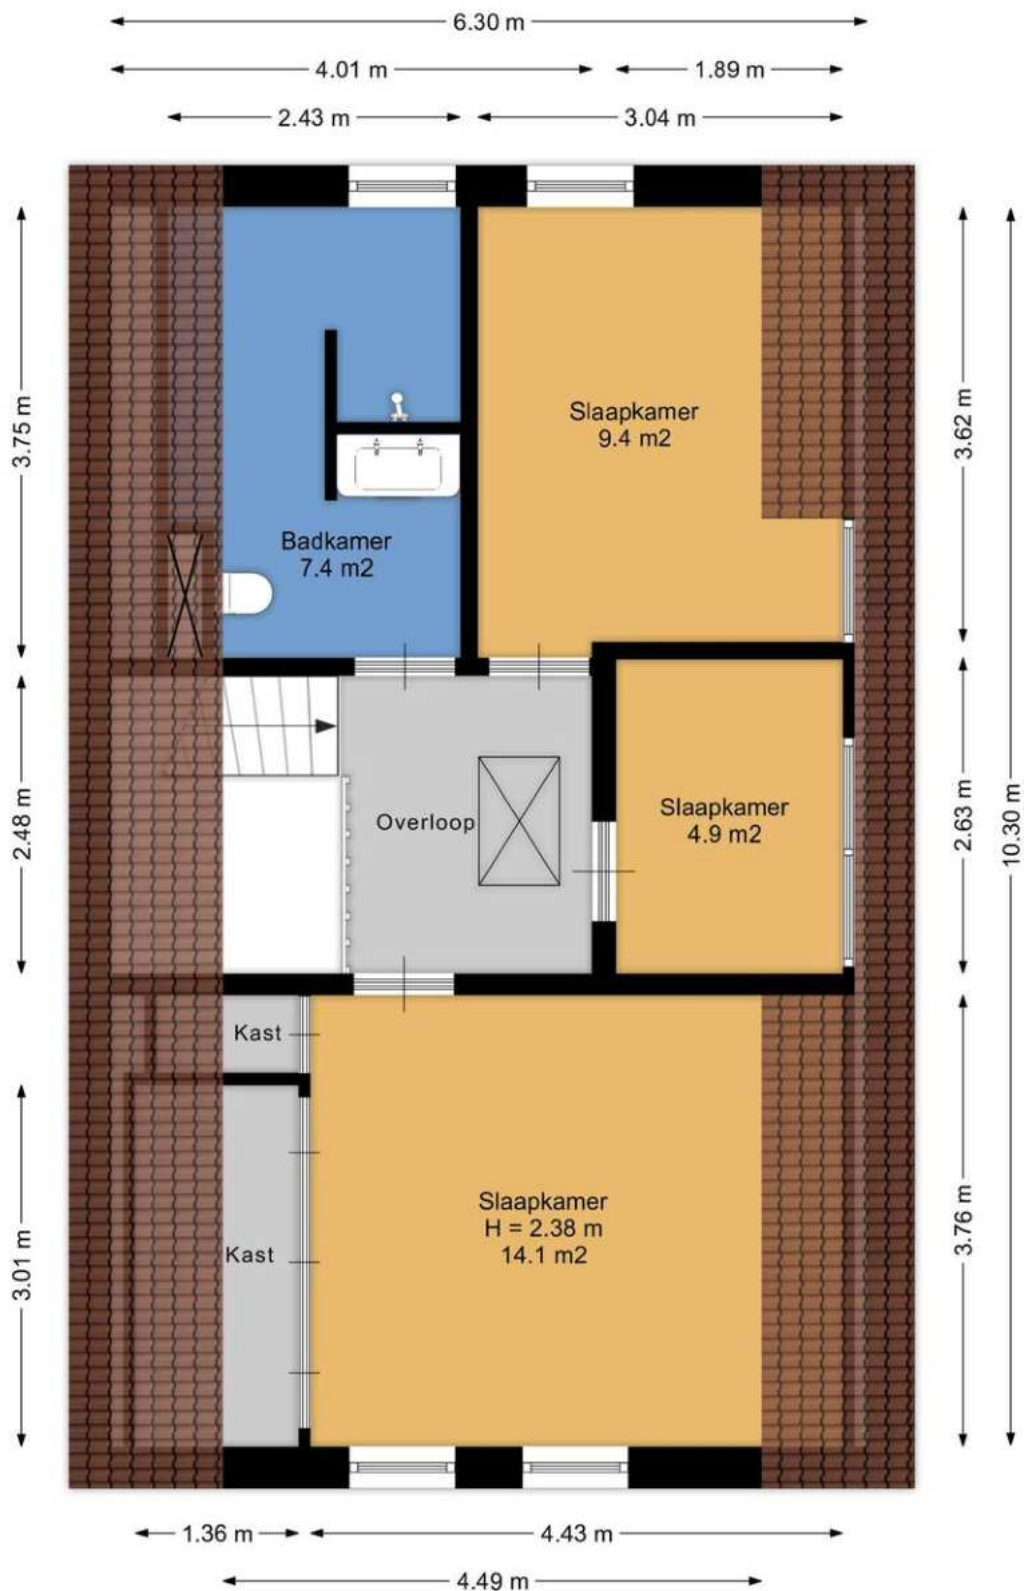 6.30 m
4.01 m
1.89 m
2.43 m
3.04 m
3.75 m
3.62 m
Slaapkamer
9.4 m2
Badkamer
7.4 m2
2.48 m
Overloop
Slaapkamer
4.9 m2
2.63 m
10.30 m
Kast
Slaapkamer
H = 2.38 m
14.1 m2
Kast
3.01 m
3.76 m
1.36 m
4.43 m
4.49 m